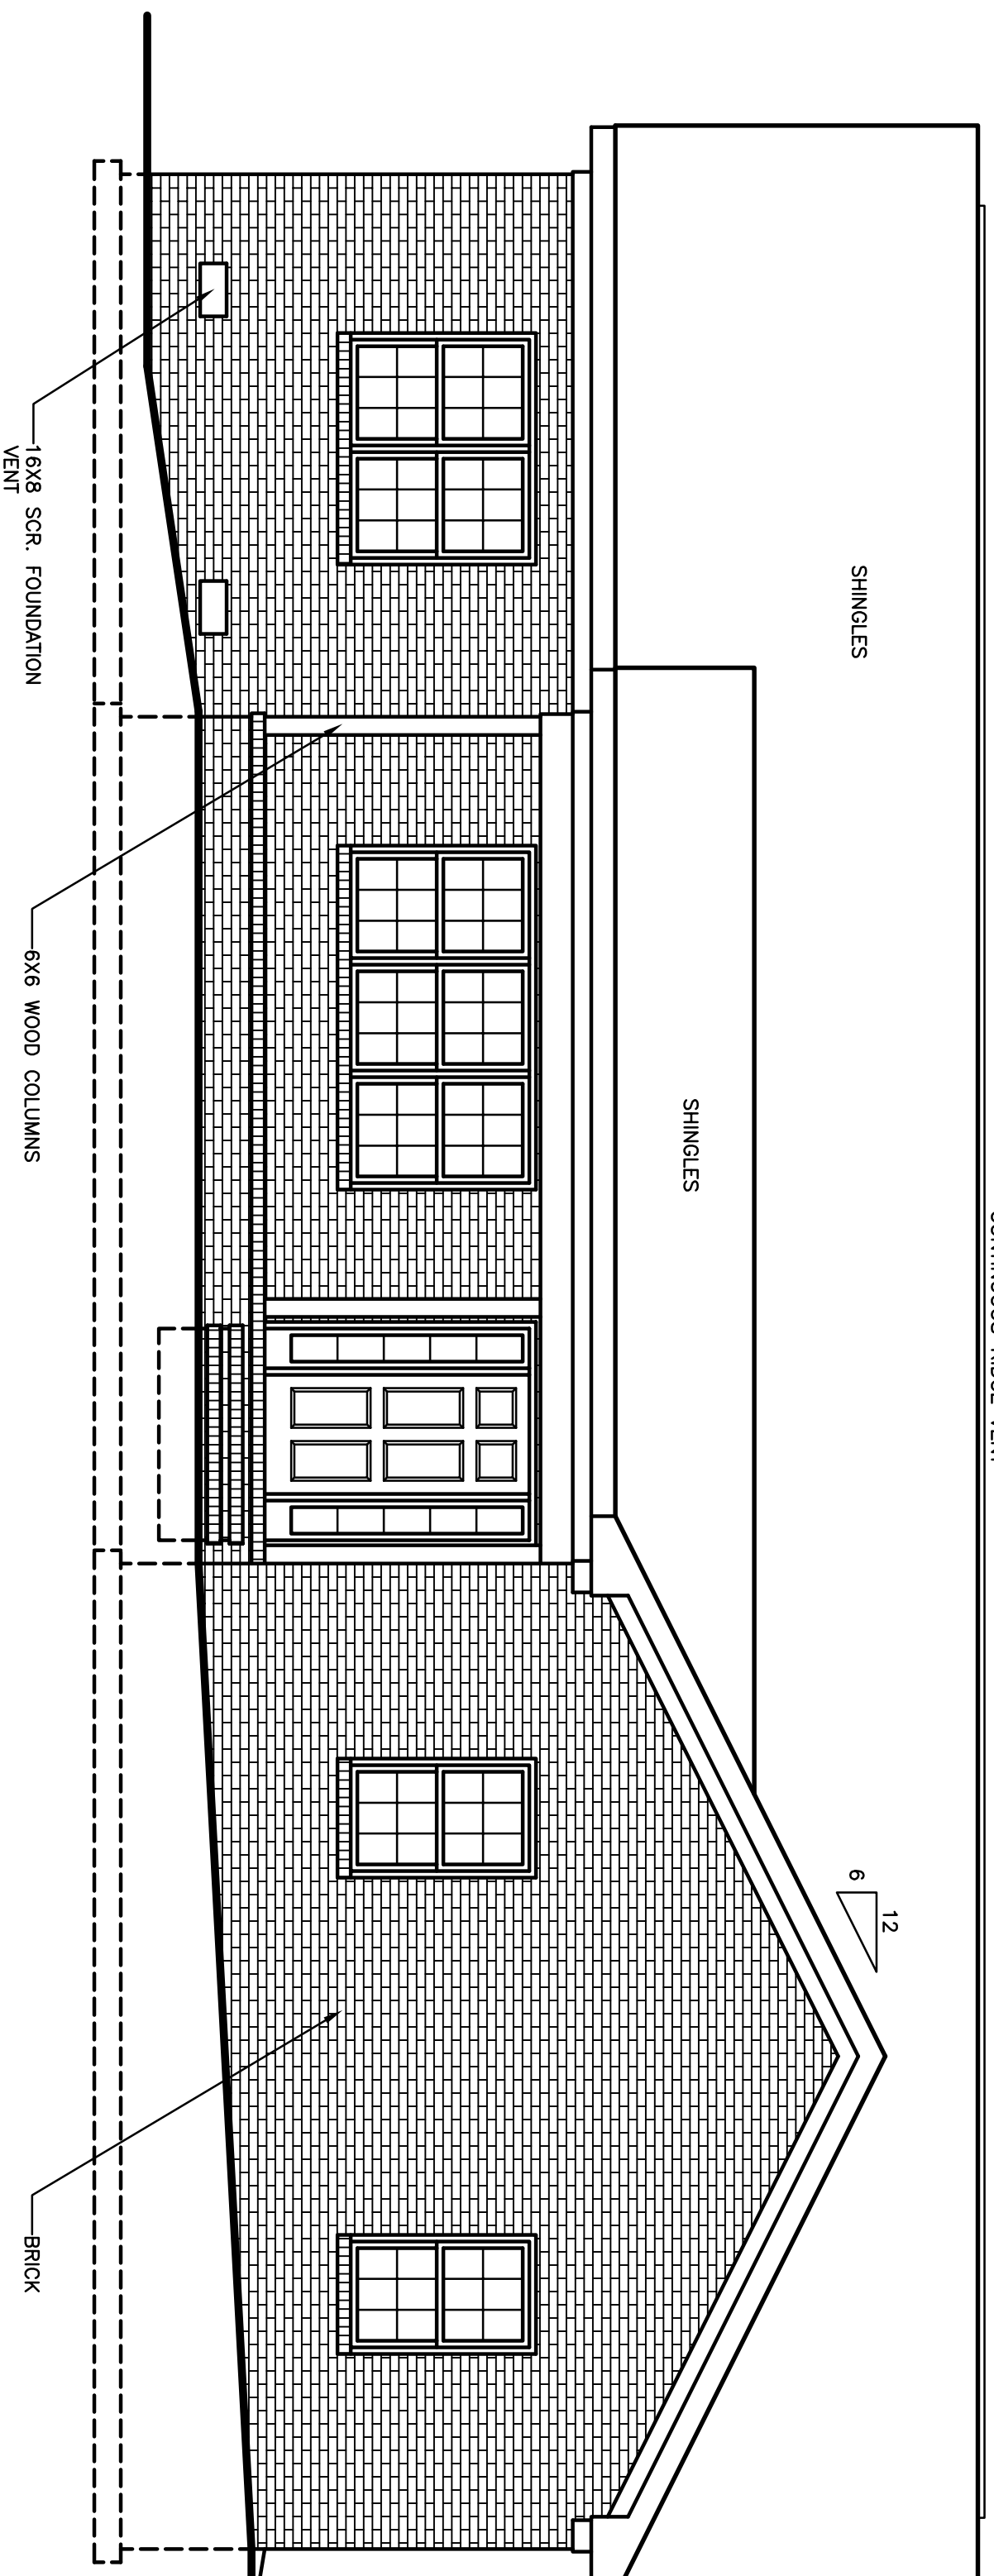 SHINGLES
SHINGLES
12
6
16X8 SCR. FOUNDATION
VENT
6X6 WOOD COLUMNS
BRICK